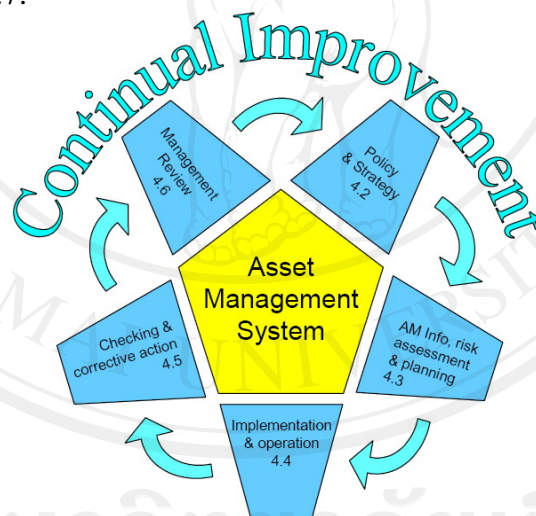 Continual Improvement
Management
Review
4.6
Policy
& Strategy
4.2
Asset
Management
System
Checking &
corrective action
4.5
AM Info, risk
assessment
& planning
4.3
Implementation
& operation
4.4